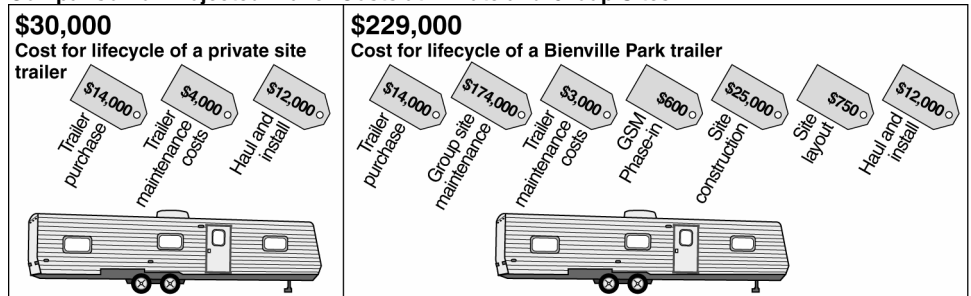 $30,000
Cost for lifecycle of a private site
trailer
$14,000
Trailer
purchase
$4,000
Trailer
maintenance
costs
$12,000
Haul and
install
$229,000
Cost for lifecycle of a Bienville Park trailer
$14,000
Trailer
purchase
$174,000
Group site
maintenance
$3,000
Trailer
maintenance
costs
$600
GSM
Phase-in
$25,000
Site
construction
$750
Site
layout
$12,000
Haul and
install